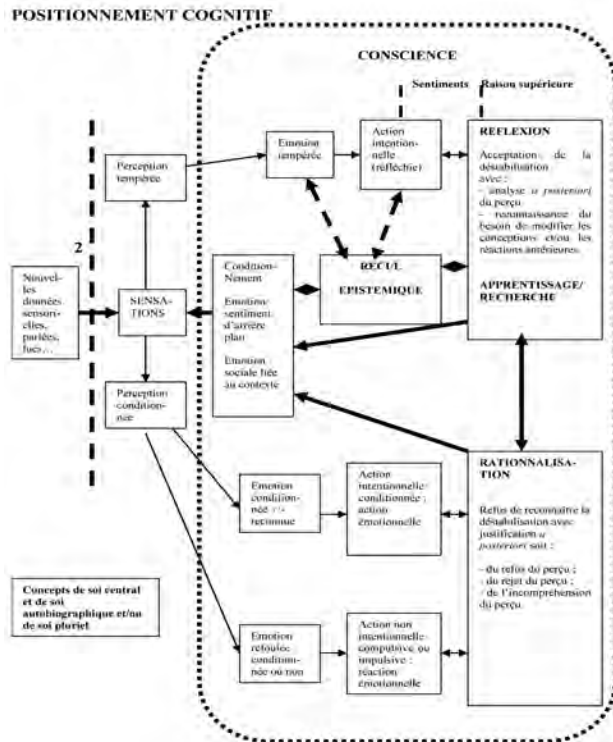 POSITIONNEMENT COGNITIF
CONSCIENCE
Sentiments
Raison supérieure
Perception
tempérée
Emotion
tempérée
Action
intention-
nelle
(réfléchie)
REFLEXION
Acceptation de la
déstabilisation
avec :
- analyse a posteriori
du perçu
- reconnaissance du
besoin de modifier les
conceptions et/ou les
réactions antérieures.
APPRENTISSAGE/
RECHERCHE
2
Nouvel-
les
données
senso-
rielles,
parlées,
lues…
SENSA-
TIONS
Condition-
Nement
Emotion/
sentiment
d'arrière
plan
Emotion
sociale liée
au contexte
RECUL
EPISTEMIQUE
Perception
condition-
née
Emotion
condition-
née
reconnue
Action
intentionnelle
conditionnée :
action
émotionnelle
RATIONNALISA-
TION
Refus de reconnaître la
déstabilisation avec
justification a
posteriori soit :
- du refus du perçu ;
- du rejet du perçu ;
- de l'incompréhension
du perçu
Concepts de soi central
et de soi
autobiographique et/ou
de soi pluriel
Emotion
refoulée
condition-
née ou non
Action non
intentionnelle
compulsive ou
impulsive :
réaction
émotionnelle